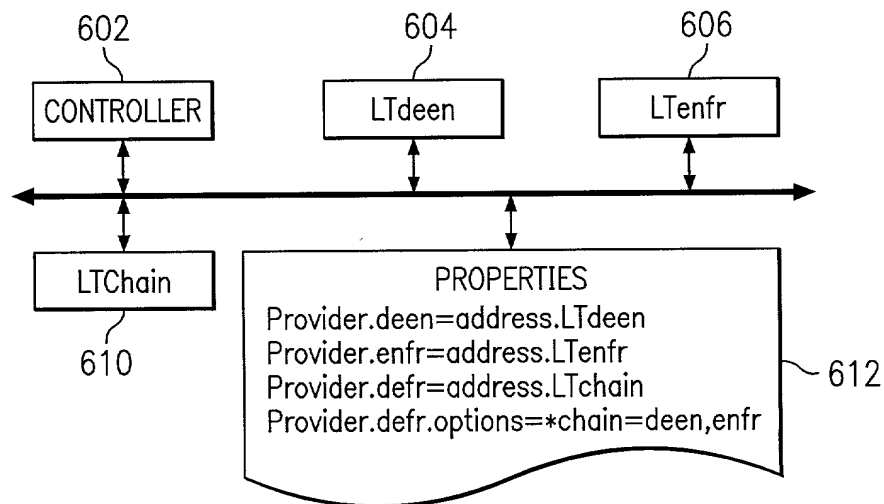 602
604
606
CONTROLLER
LTdeen
LTenfr
LTChain
610
PROPERTIES
Provider.deen=address.LTdeen
Provider.enfr=address.LTenfr
Provider.defr=address.LTchain
Provider.defr.options=*chain=deen,enfr
612